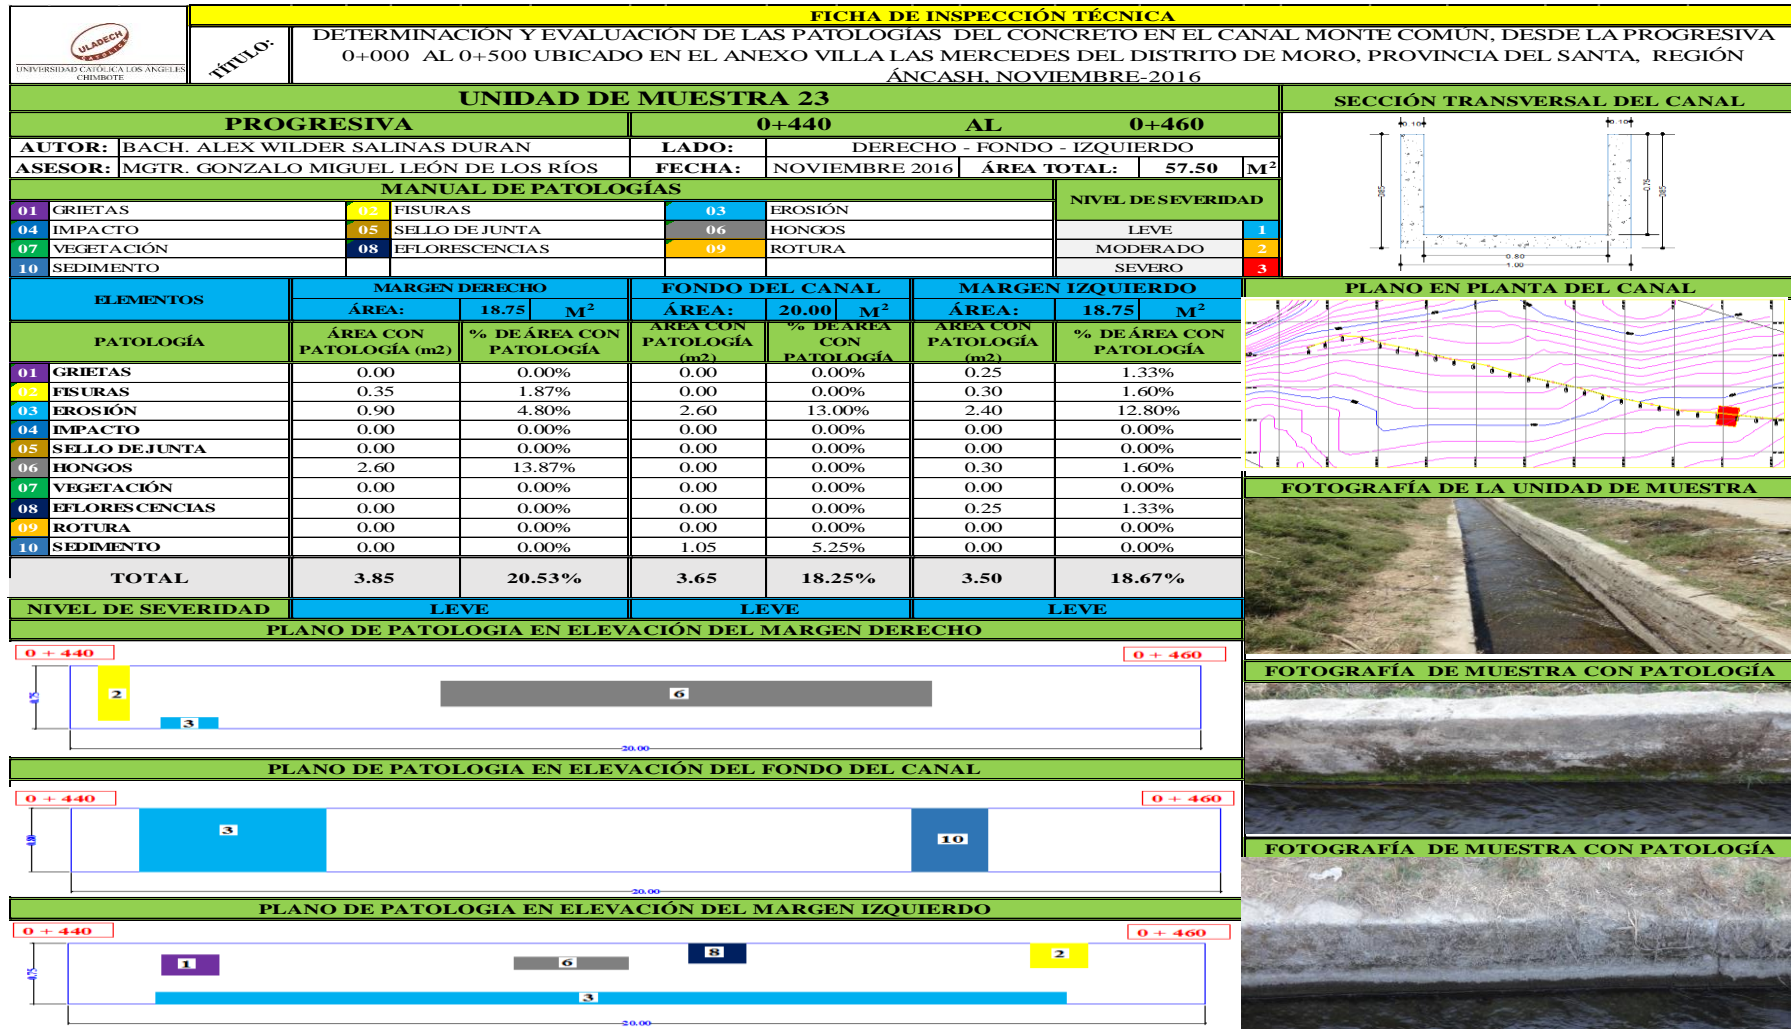 FICHA DE INSPECCIÓN TÉCNICA
ULADECH
CATÓLICA
UNIVERSIDAD CATÓLICA LOS ANGELES
CHIMBOTE
TÍTULO:
DETERMINACIÓN Y EVALUACIÓN DE LAS PATOLOGÍAS DEL CONCRETO EN EL CANAL MONTE COMÚN, DESDE LA PROGRESIVA
0+000 AL 0+500 UBICADO EN EL ANEXO VILLA LAS MERCEDES DEL DISTRITO DE MORO, PROVINCIA DEL SANTA, REGIÓN
ÁNCASH, NOVIEMBRE-2016
UNIDAD DE MUESTRA 23
SECCIÓN TRANSVERSAL DEL CANAL
PROGRESIVA 0+440 AL 0+460
AUTOR: BACH. ALEX WILDER SALINAS DURAN LADO: DERECHO - FONDO - IZQUIERDO
ASESOR: MGTR. GONZALO MIGUEL LEÓN DE LOS RÍOS FECHA: NOVIEMBRE 2016 ÁREA TOTAL: 57.50 M²
MANUAL DE PATOLOGÍAS
NIVEL DE SEVERIDAD
01 GRIETAS 02 FISURAS 03 EROSIÓN
04 IMPACTO 05 SELLO DE JUNTA 06 HONGOS LEVE 1
07 VEGETACIÓN 08 EFLORESCENCIAS 09 ROTURA MODERADO 2
10 SEDIMENTO SEVERO 3
0.10 0.10
0.85 0.75 0.85
0.80
1.00
ELEMENTOS MARGEN DERECHO FONDO DEL CANAL MARGEN IZQUIERDO
ÁREA: 18.75 M² ÁREA: 20.00 M² ÁREA: 18.75 M²
PLANO EN PLANTA DEL CANAL
PATOLOGÍA ÁREA CON PATOLOGÍA (m2) % DE ÁREA CON PATOLOGÍA ÁREA CON PATOLOGÍA (m2) % DE ÁREA CON PATOLOGÍA ÁREA CON PATOLOGÍA (m2) % DE ÁREA CON PATOLOGÍA
01 GRIETAS 0.00 0.00% 0.00 0.00% 0.25 1.33%
02 FISURAS 0.35 1.87% 0.00 0.00% 0.30 1.60%
03 EROSIÓN 0.90 4.80% 2.60 13.00% 2.40 12.80%
04 IMPACTO 0.00 0.00% 0.00 0.00% 0.00 0.00%
05 SELLO DE JUNTA 0.00 0.00% 0.00 0.00% 0.00 0.00%
06 HONGOS 2.60 13.87% 0.00 0.00% 0.30 1.60%
07 VEGETACIÓN 0.00 0.00% 0.00 0.00% 0.00 0.00%
08 EFLORESCENCIAS 0.00 0.00% 0.00 0.00% 0.25 1.33%
09 ROTURA 0.00 0.00% 0.00 0.00% 0.00 0.00%
10 SEDIMENTO 0.00 0.00% 1.05 5.25% 0.00 0.00%
TOTAL 3.85 20.53% 3.65 18.25% 3.50 18.67%
NIVEL DE SEVERIDAD LEVE LEVE LEVE
FOTOGRAFÍA DE LA UNIDAD DE MUESTRA
PLANO DE PATOLOGIA EN ELEVACIÓN DEL MARGEN DERECHO
0 + 440 0 + 460
0.75
2 6
3
20.00
FOTOGRAFÍA DE MUESTRA CON PATOLOGÍA
PLANO DE PATOLOGIA EN ELEVACIÓN DEL FONDO DEL CANAL
0 + 440 0 + 460
3 10
20.00
FOTOGRAFÍA DE MUESTRA CON PATOLOGÍA
PLANO DE PATOLOGIA EN ELEVACIÓN DEL MARGEN IZQUIERDO
0 + 440 0 + 460
0.75
1 6 8 2
3
20.00